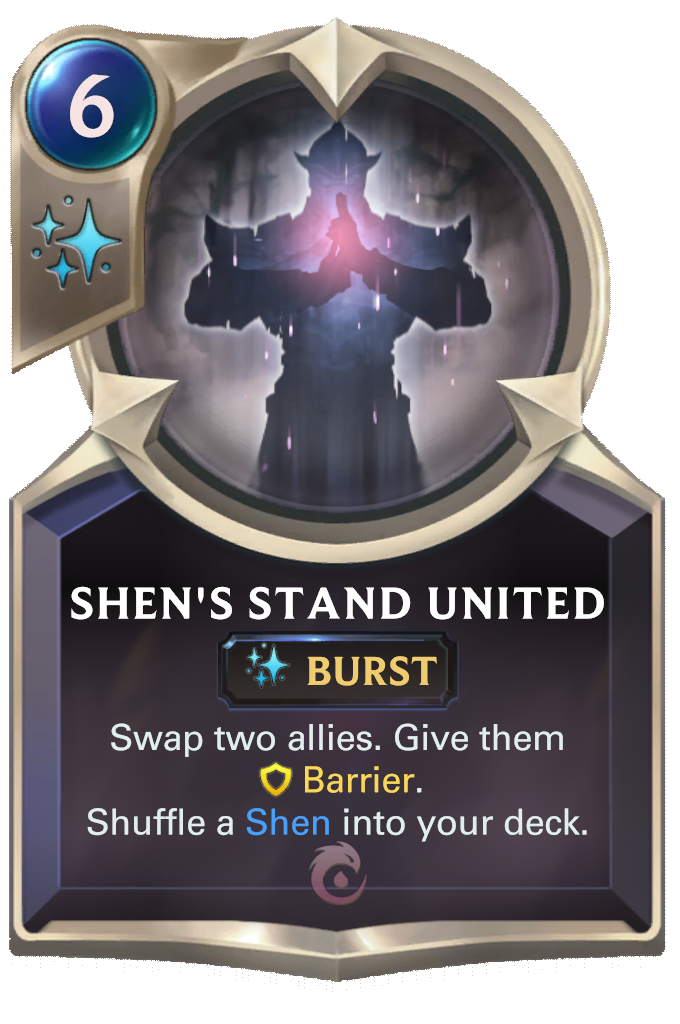 6
SHEN'S STAND UNITED
BURST
Swap two allies. Give them
Barrier.
Shuffle a Shen into your deck.